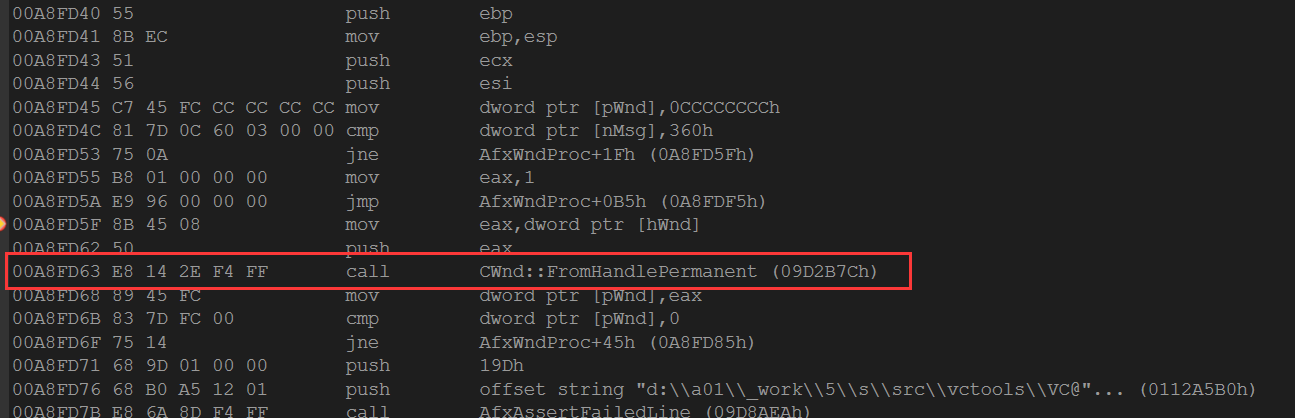 00A8FD40 55 push ebp
00A8FD41 8B EC mov ebp,esp
00A8FD43 51 push ecx
00A8FD44 56 push esi
00A8FD45 C7 45 FC CC CC CC CC mov dword ptr [pWnd],0CCCCCCCCh
00A8FD4C 81 7D 0C 60 03 00 00 cmp dword ptr [nMsg],360h
00A8FD53 75 0A jne AfxWndProc+1Fh (0A8FD5Fh)
00A8FD55 B8 01 00 00 00 mov eax,1
00A8FD5A E9 96 00 00 00 jmp AfxWndProc+0B5h (0A8FDF5h)
00A8FD5F 8B 45 08 mov eax,dword ptr [hWnd]
00A8FD62 50 push eax
00A8FD63 E8 14 2E F4 FF call CWnd::FromHandlePermanent (09D2B7Ch)
00A8FD68 89 45 FC mov dword ptr [pWnd],eax
00A8FD6B 83 7D FC 00 cmp dword ptr [pWnd],0
00A8FD6F 75 14 jne AfxWndProc+45h (0A8FD85h)
00A8FD71 68 9D 01 00 00 push 19Dh
00A8FD76 68 B0 A5 12 01 push offset string "d:\\a01\\_work\\5\\s\\src\\vctools\\VC@"... (0112A5B0h)
00A8FD7B E8 6A 8D F4 FF call AfxAssertFailedLine (09D8AEAh)